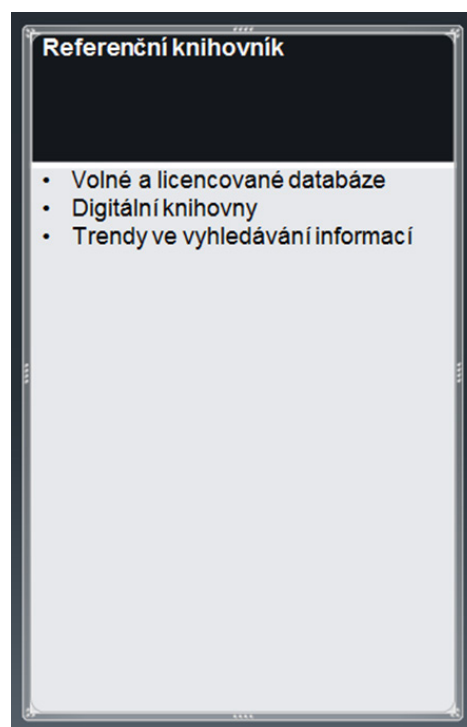 Referenční knihovník
• Volné a licencované databáze
• Digitální knihovny
• Trendy ve vyhledávání informací